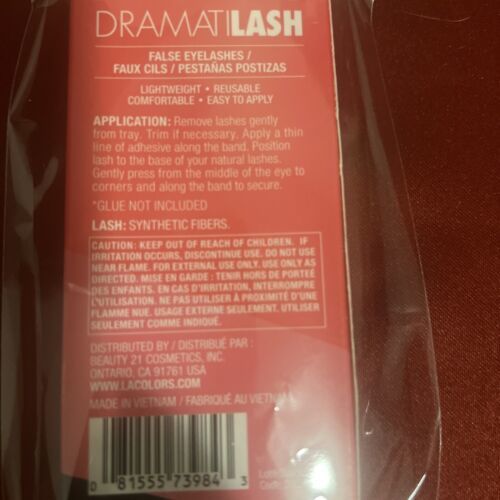 DRAMATILASH
FALSE EYELASHES /
FAUX CILS / PESTAÑAS POSTIZAS
LIGHTWEIGHT • REUSABLE
COMFORTABLE • EASY TO APPLY
APPLICATION: Remove lashes gently
from tray. Trim if necessary. Apply a thin
line of adhesive along the band. Position
lash to the base of your natural lashes.
Gently press from the middle of the eye to
corners and along the band to secure.
*GLUE NOT INCLUDED
LASH: SYNTHETIC FIBERS.
CAUTION: KEEP OUT OF REACH OF CHILDREN. IF
IRRITATION OCCURS, DISCONTINUE USE. DO NOT USE
NEAR FLAME. FOR EXTERNAL USE ONLY. USE ONLY AS
DIRECTED. MISE EN GARDE : TENIR HORS DE PORTEÉ
DES ENFANTS. EN CAS D'IRRITATION, INTERROMPRE
L'UTILISATION. NE PAS UTILISER À PROXIMITÉ D'UNE
FLAMME NUE. USAGE EXTERNE SEULEMENT. UTILISER
SEULEMENT COMME INDIQUÉ.
DISTRIBUTED BY / DISTRIBUÉ PAR :
BEAUTY 21 COSMETICS, INC.
ONTARIO, CA 91761 USA
WWW.LACOLORS.COM
MADE IN VIETNAM / FABRIQUÉ AU VIETNAM
0 81555 73984 3